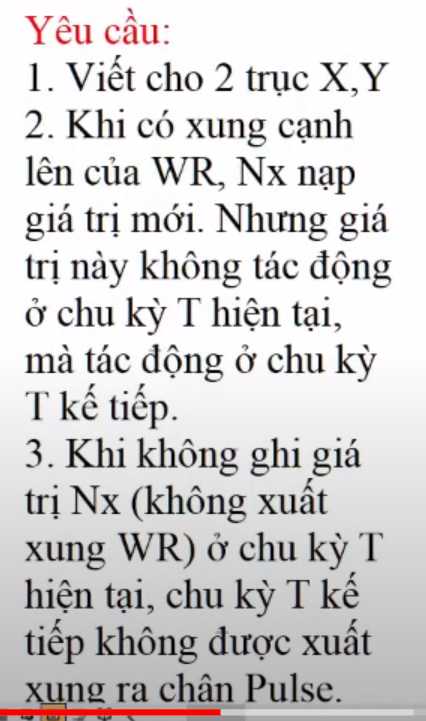 Yêu cầu:
1. Viết cho 2 trục X,Y
2. Khi có xung cạnh
lên của WR, Nx nạp
giá trị mới. Nhưng giá
trị này không tác động
ở chu kỳ T hiện tại,
mà tác động ở chu kỳ
T kế tiếp.
3. Khi không ghi giá
trị Nx (không xuất
xung WR) ở chu kỳ T
hiện tại, chu kỳ T kế
tiếp không được xuất
xung ra chân Pulse.